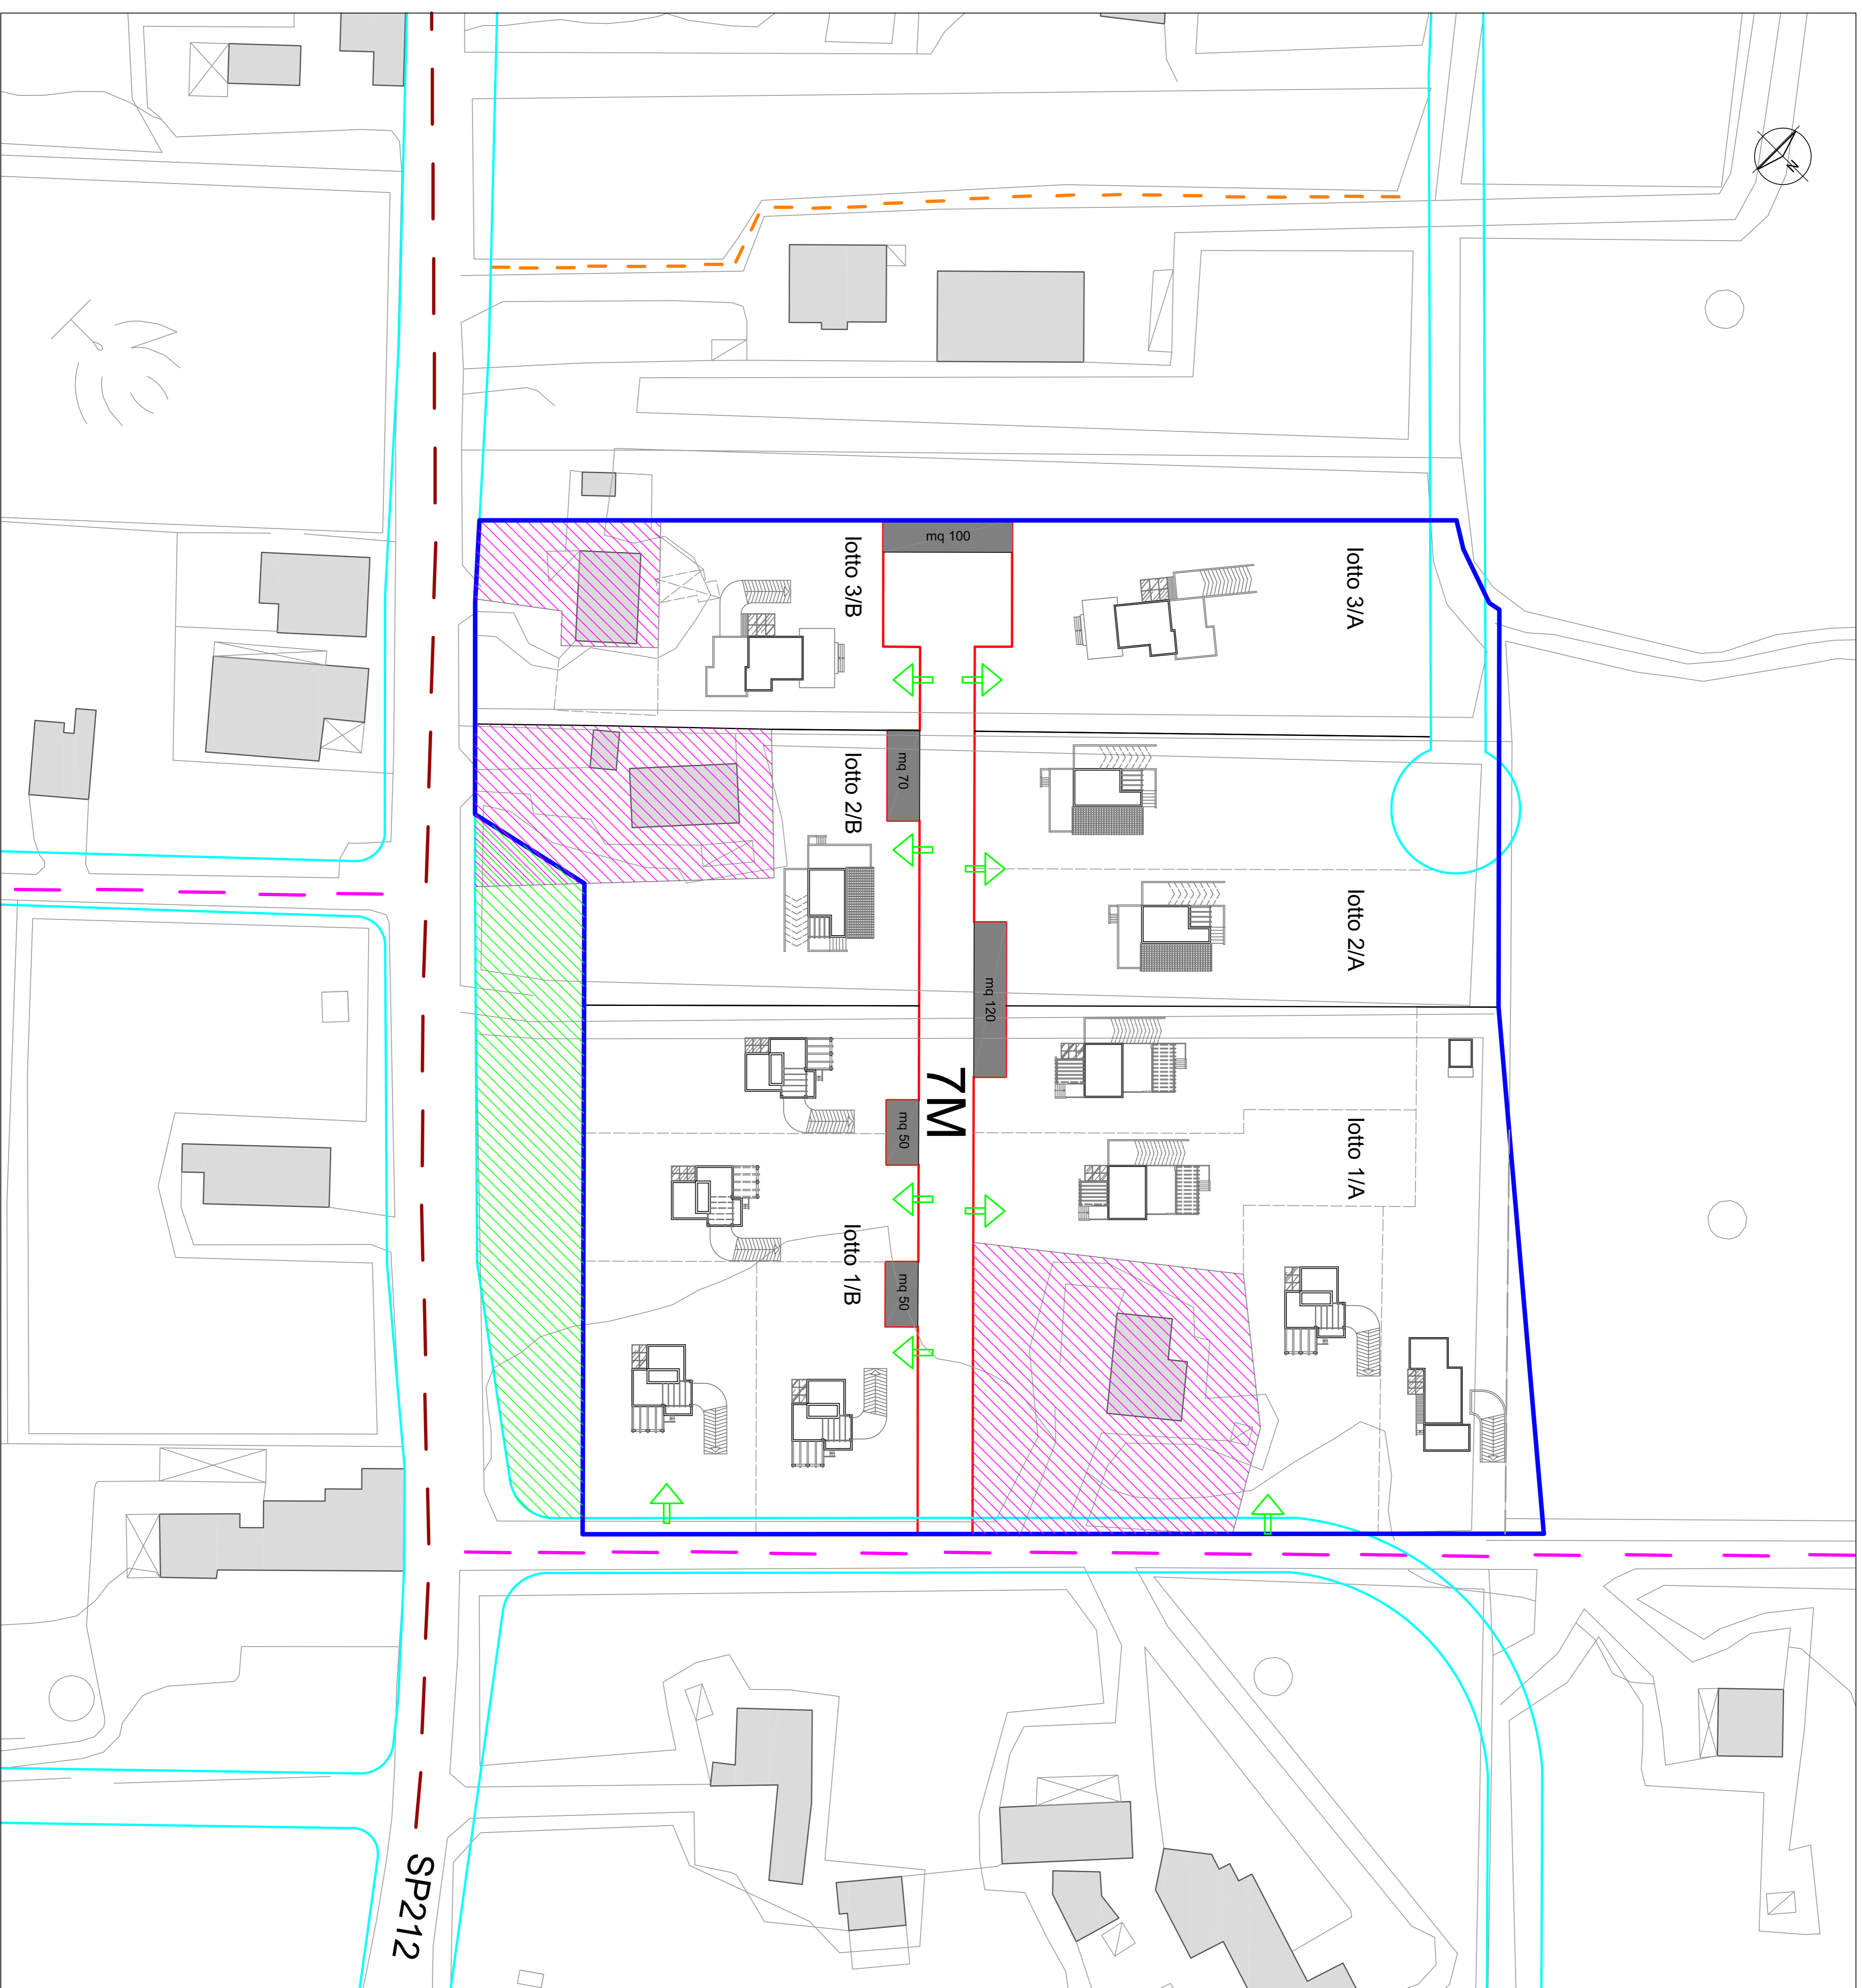 N
mq 100
lotto 3/B
lotto 3/A
mq 70
lotto 2/B
lotto 2/A
mq 120
7M
mq 50
lotto 1/A
lotto 1/B
mq 50
SP212